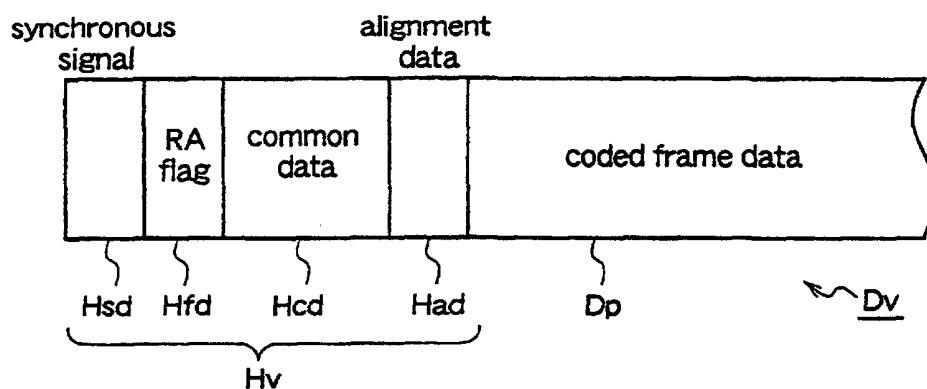 synchronous
signal
alignment
data
RA
flag
common
data
coded frame data
Hsd
Hfd
Hcd
Had
Dp
Dv
Hv